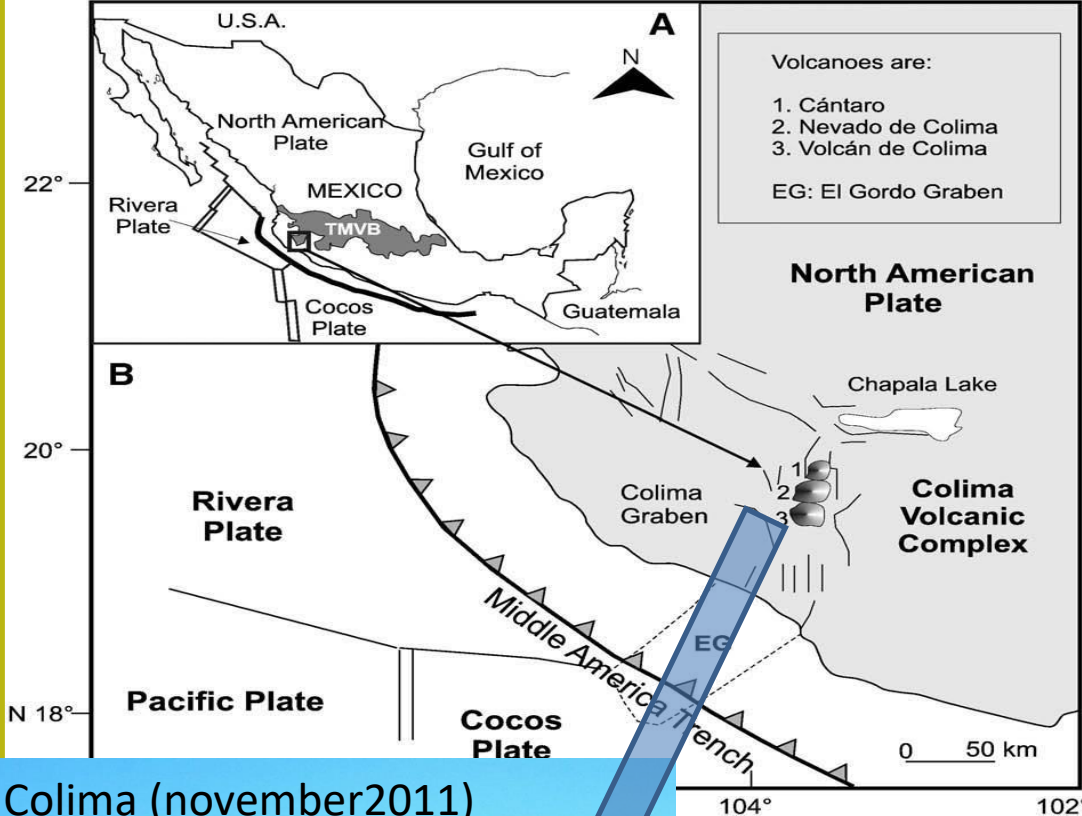 U.S.A.
A
N
North American
Plate
Gulf of
Mexico
22°
MEXICO
Rivera
Plate
TMVB
Cocos
Plate
Guatemala
Volcanoes are:
1. Cántaro
2. Nevado de Colima
3. Volcán de Colima
EG: El Gordo Graben
North American
Plate
B
Chapala Lake
20°
1
2
3
Rivera
Plate
Colima
Graben
Colima
Volcanic
Complex
Middle America Trench
EG
Pacific Plate
N 18°
Cocos
Plate
0 50 km
Colima (november2011)
104°
102°